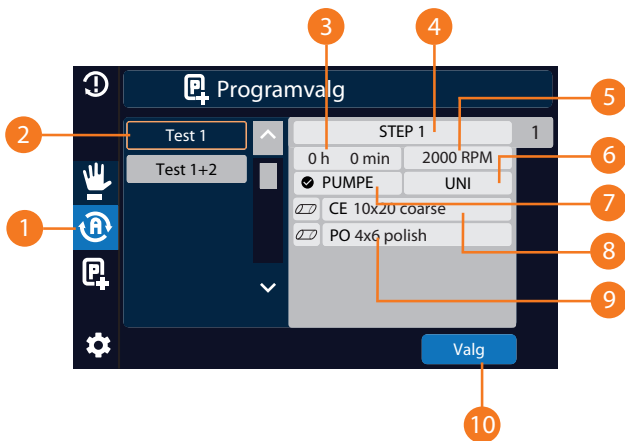 3
4
Programvalg
5
2
Test 1
STEP 1
1
0 h 0 min
2000 RPM
6
Test 1+2
PUMPE
UNI
7
1
CE 10x20 coarse
8
PO 4x6 polish
9
Valg
10